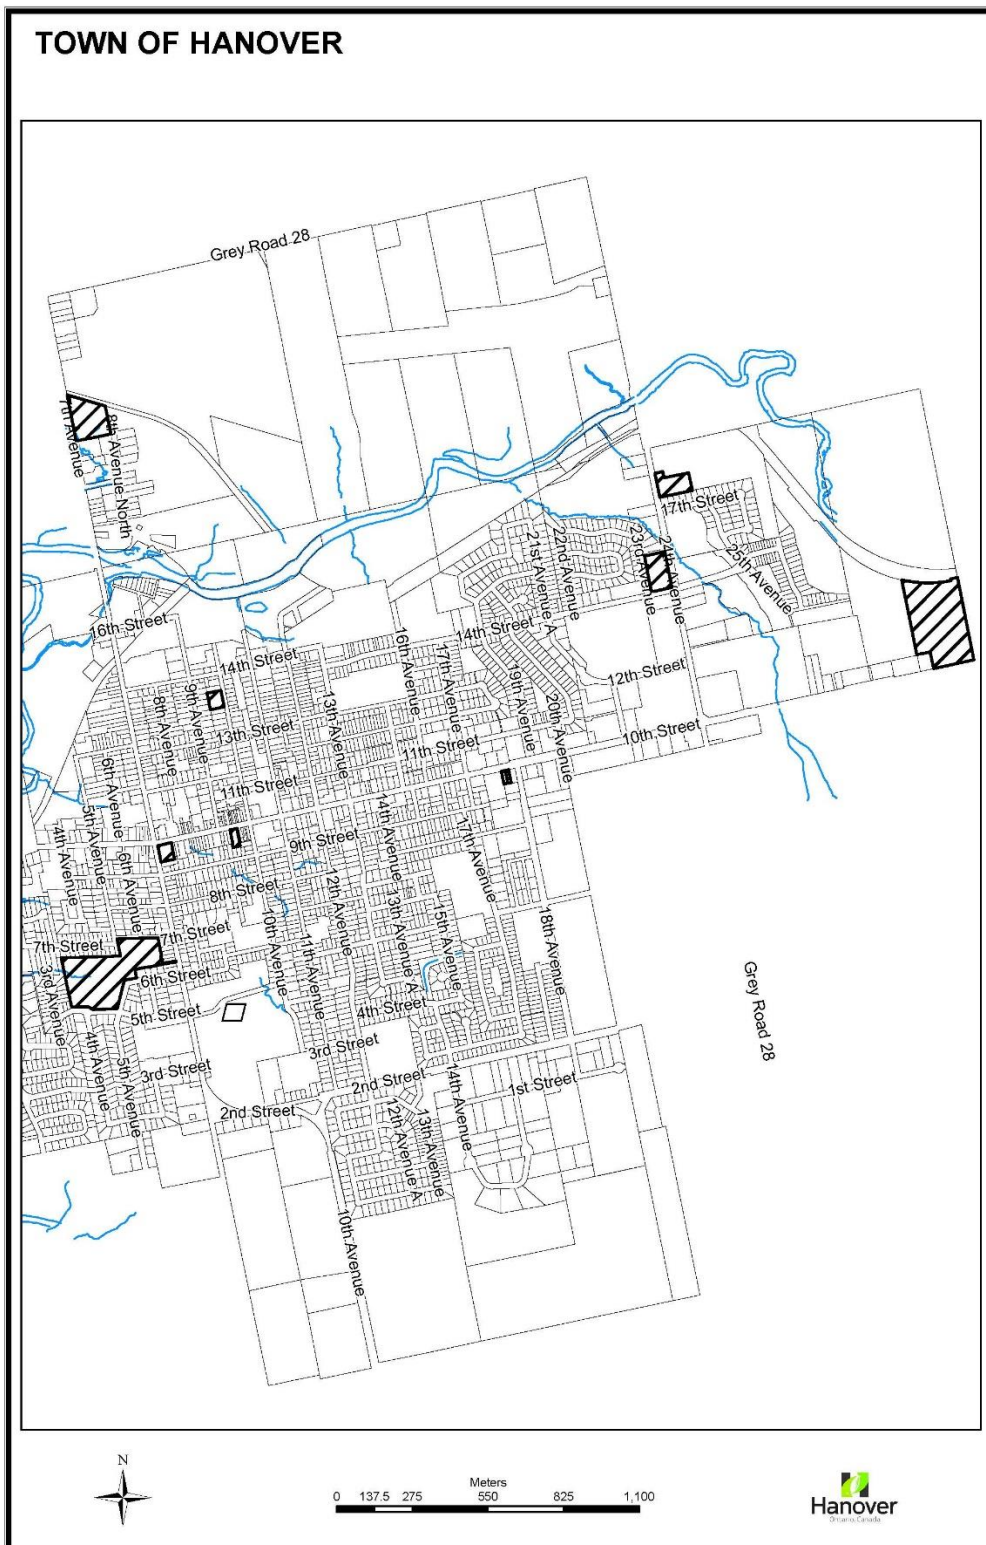 TOWN OF HANOVER
Grey Road 28
7th Avenue
8th Avenue North
17th Street
21st Avenue A
22nd Avenue
23rd Avenue
24th Avenue
25th Avenue
16th Street
14th Street
14th Street
16th Avenue
17th Avenue
19th Avenue
20th Avenue
12th Street
8th Avenue
9th Avenue
13th Street
13th Avenue
11th Street
10th Street
11th Street
6th Avenue
5th Avenue
4th Avenue
6th Avenue
9th Street
14th Avenue
17th Avenue
8th Street
12th Avenue
13th Avenue A
15th Avenue
18th Avenue
10th Avenue
11th Avenue
7th Street
7th Street
6th Street
3rd Avenue
5th Street
4th Street
Grey Road 28
3rd Street
4th Avenue
5th Avenue
3rd Street
2nd Street
1st Street
2nd Street
14th Avenue
12th Avenue A
13th Avenue
10th Avenue
N
Meters
0 137.5 275 550 825 1,100
Hanover
Ontario, Canada